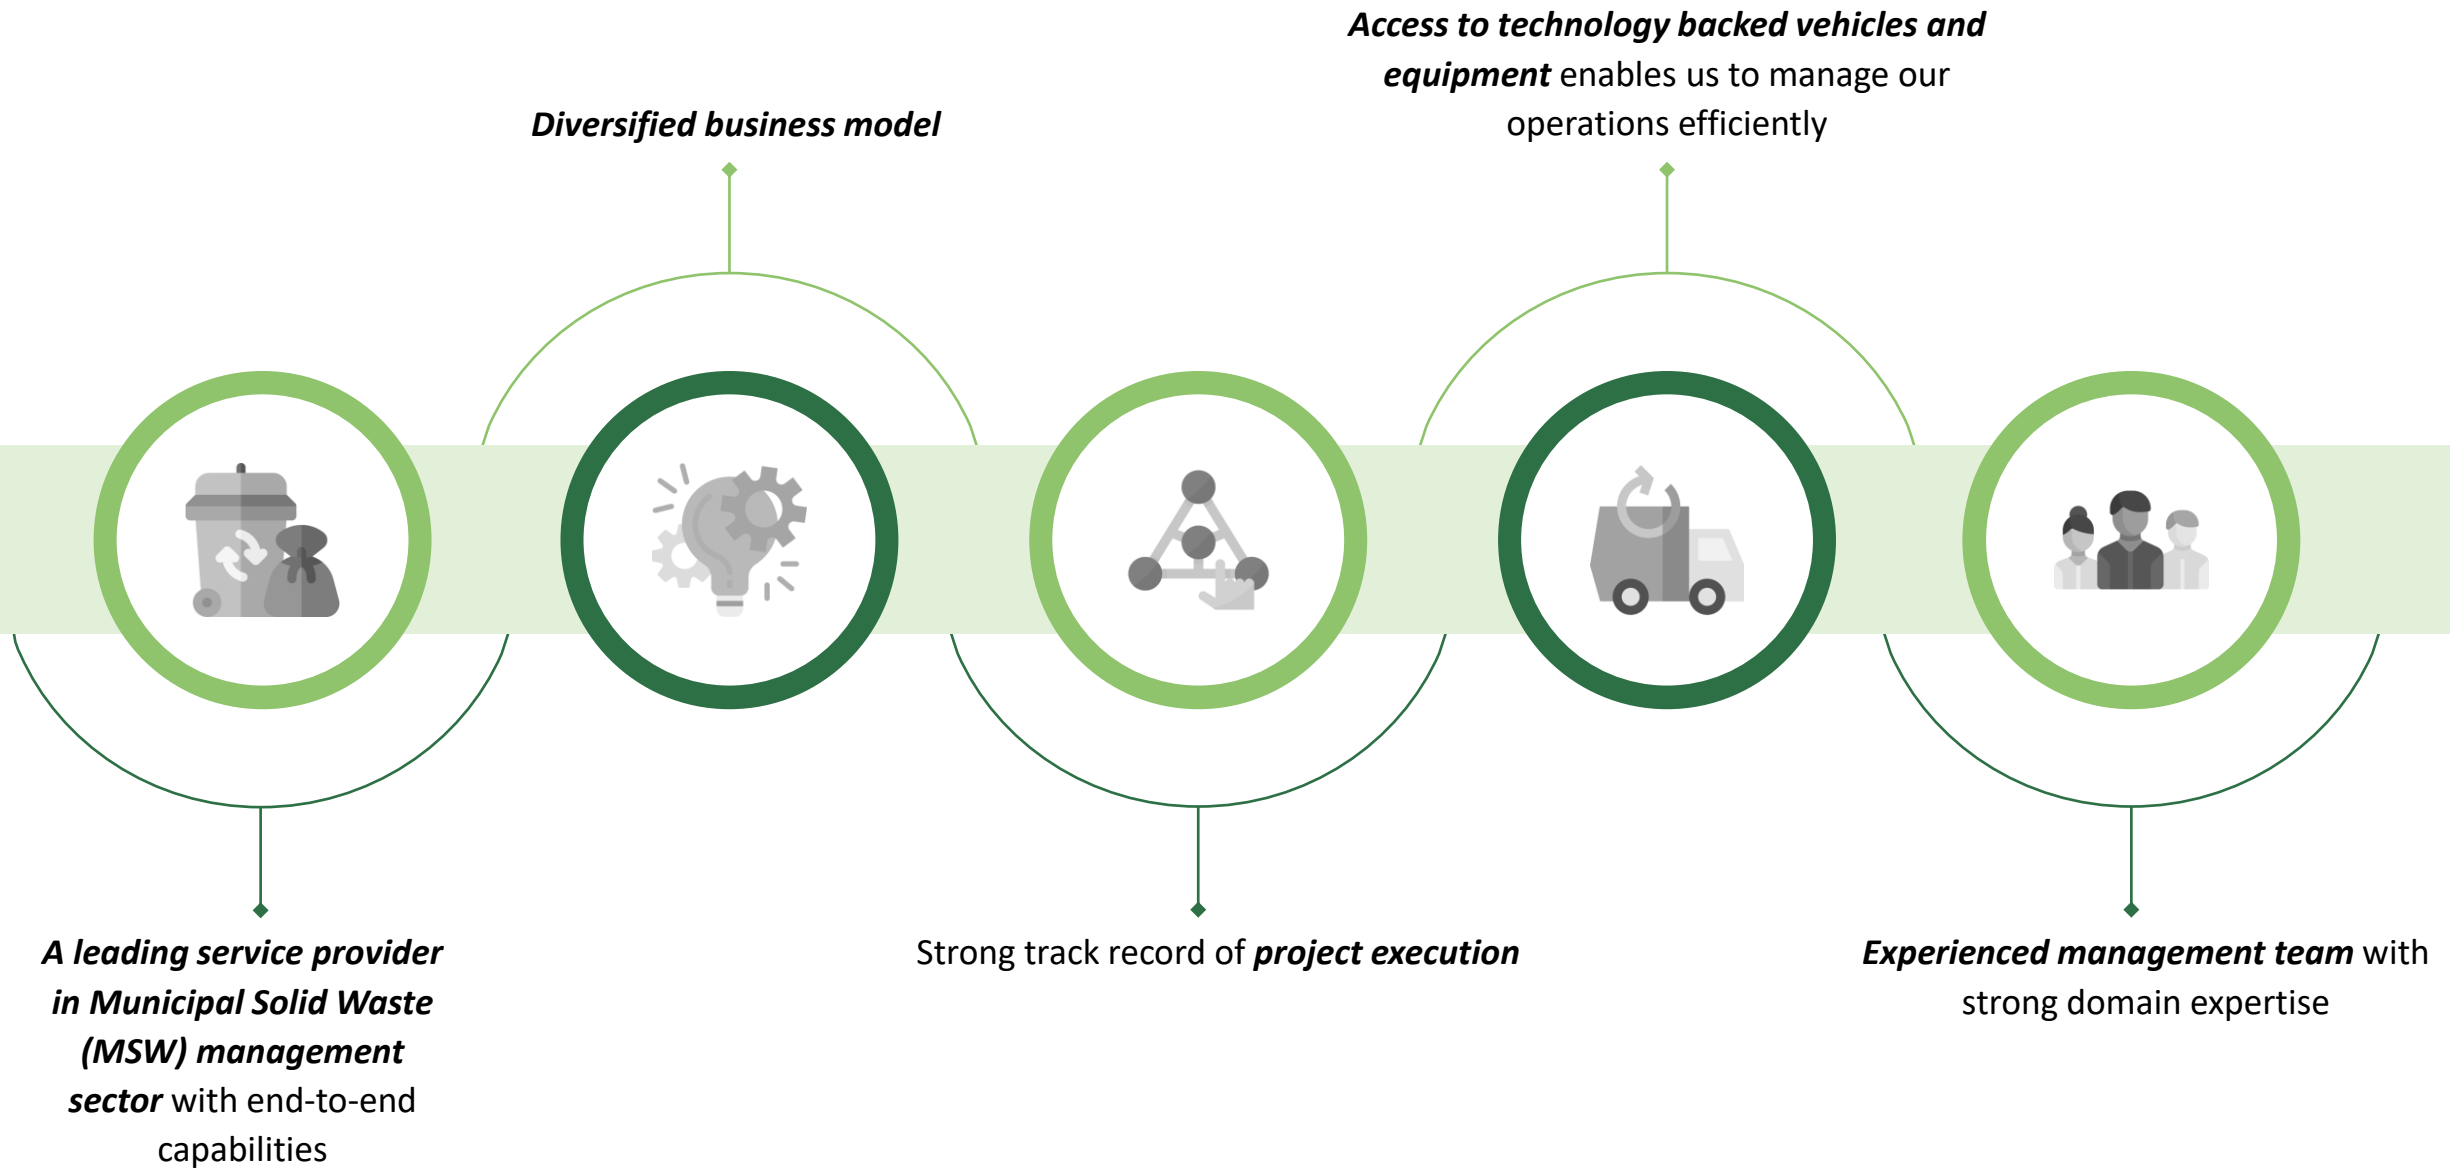 A leading service provider
in Municipal Solid Waste
(MSW) management
sector with end-to-end
capabilities
Diversified business model
Strong track record of project execution
Access to technology backed vehicles and
equipment enables us to manage our
operations efficiently
Experienced management team with
strong domain expertise